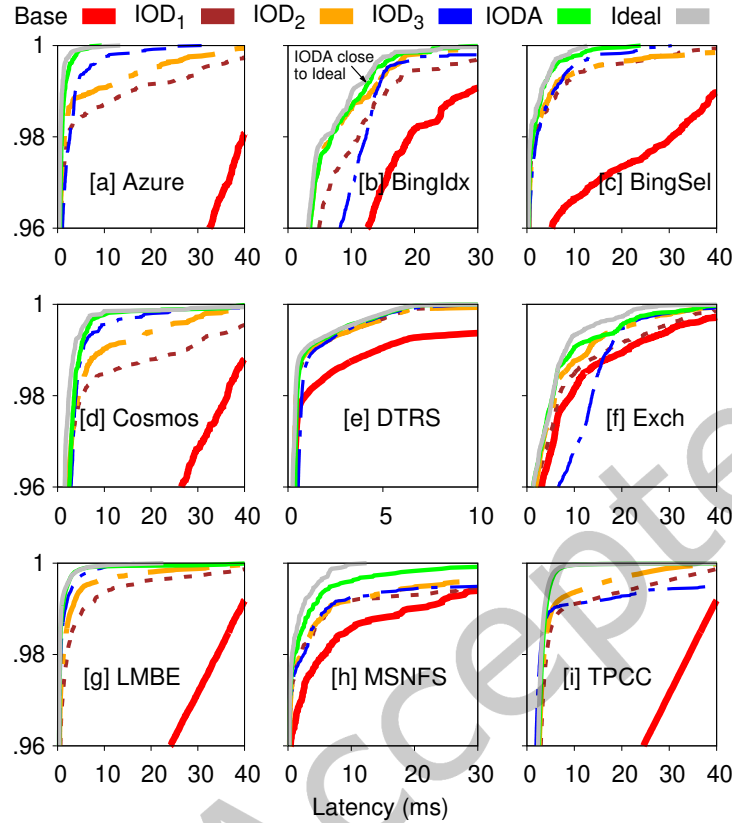 Base IOD1 IOD2 IOD3 IODA Ideal
1
.98
.96
0 10 20 30 40
[a] Azure
IODA close
to Ideal
0 10 20 30
[b] BingIdx
0 10 20 30 40
[c] BingSel
1
.98
.96
0 10 20 30 40
[d] Cosmos
0 5 10
[e] DTRS
0 10 20 30 40
[f] Exch
1
.98
.96
0 10 20 30 40
[g] LMBE
0 10 20 30
[h] MSNFS
0 10 20 30 40
[i] TPCC
Latency (ms)
Accepte